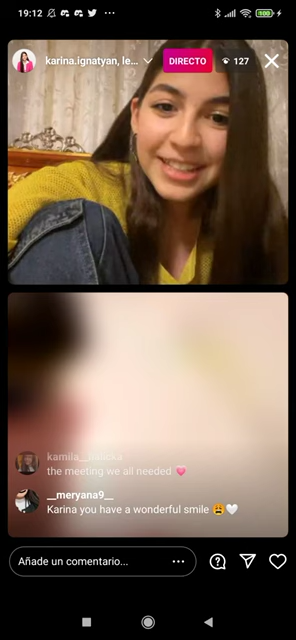 19:12
karina.ignatyan, le...
DIRECTO
127
the meeting we all needed
__meryana9__
Karina you have a wonderful smile 😩🤍
Añade un comentario...